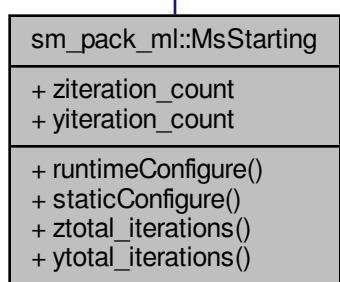 sm_pack_ml::MsStarting
+ ziteration_count
+ yiteration_count
+ runtimeConfigure()
+ staticConfigure()
+ ztotal_iterations()
+ ytotal_iterations()